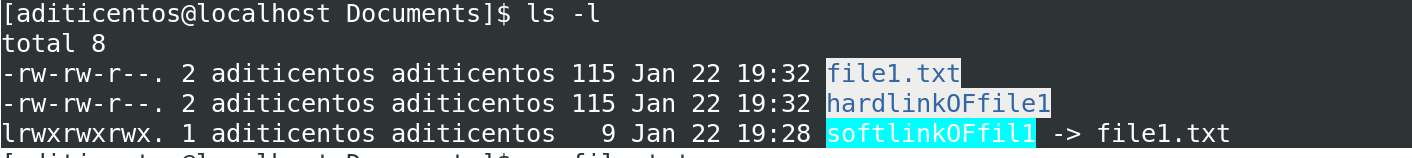 [aditicentos@localhost Documents]$ ls -l
total 8
-rw-rw-r--. 2 aditicentos aditicentos 115 Jan 22 19:32 file1.txt
-rw-rw-r--. 2 aditicentos aditicentos 115 Jan 22 19:32 hardlinkOFfile1
lrwxrwxrwx. 1 aditicentos aditicentos   9 Jan 22 19:28 softlinkOFfil1 -> file1.txt